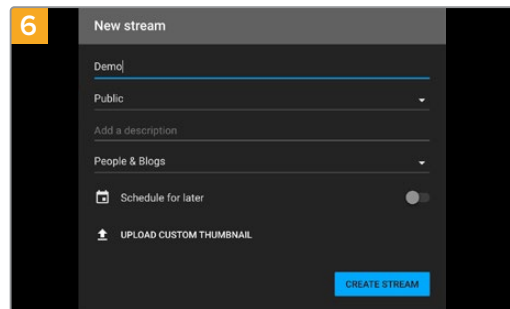 6
New stream
Demo
Public
Add a description
People & Blogs
Schedule for later
UPLOAD CUSTOM THUMBNAIL
CREATE STREAM